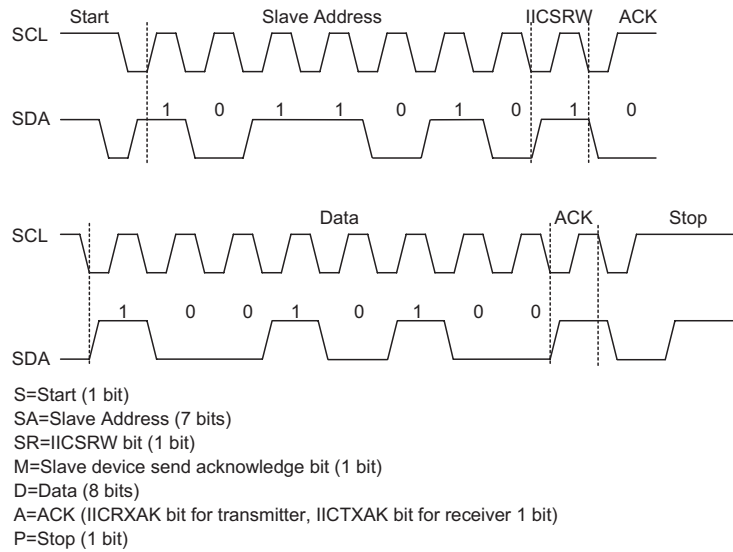 Start Slave Address IICSRW ACK
SCL
1 0 1 1 0 1 0 1 0
SDA
Data ACK Stop
SCL
1 0 0 1 0 1 0 0
SDA
S=Start (1 bit)
SA=Slave Address (7 bits)
SR=IICSRW bit (1 bit)
M=Slave device send acknowledge bit (1 bit)
D=Data (8 bits)
A=ACK (IICRXAK bit for transmitter, IICTXAK bit for receiver 1 bit)
P=Stop (1 bit)